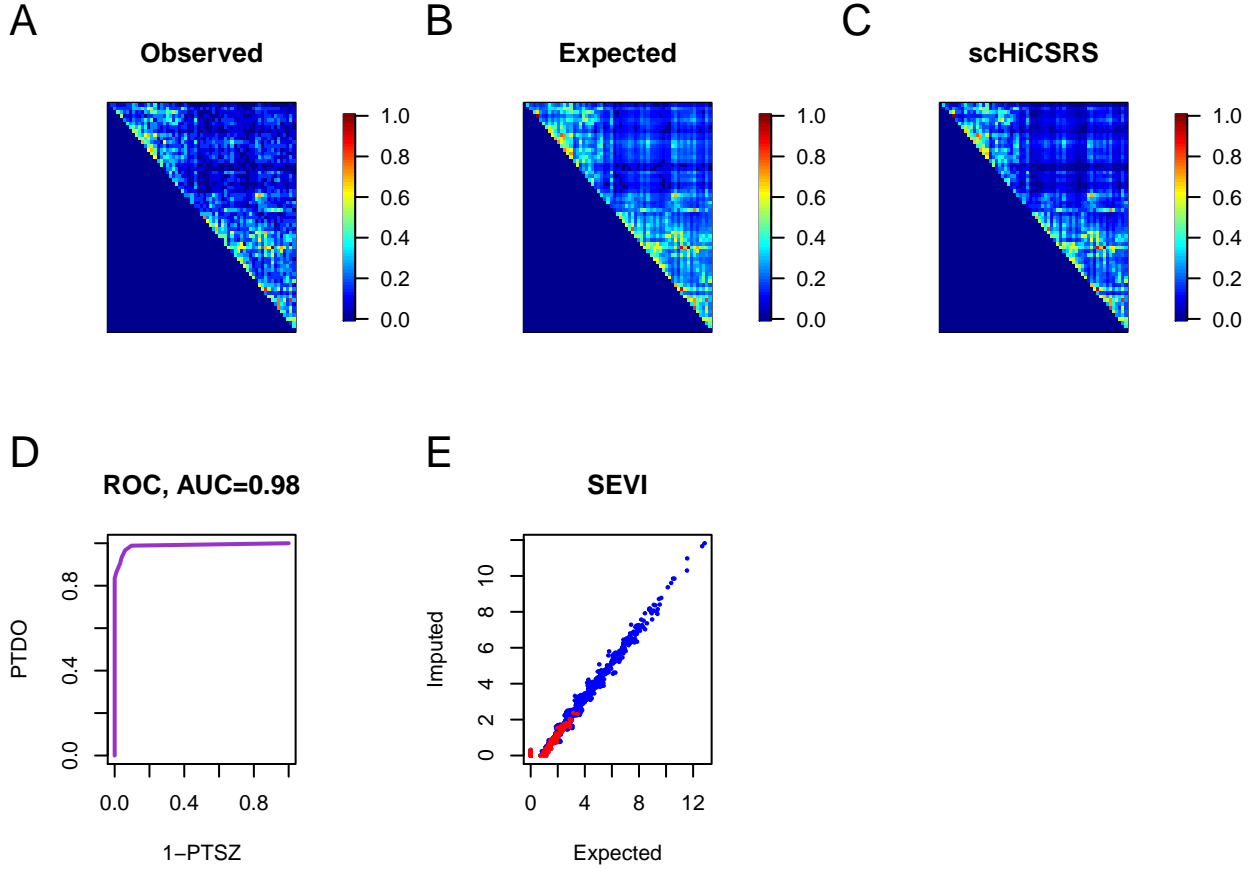 A
Observed
1.0
0.8
0.6
0.4
0.2
0.0
B
Expected
1.0
0.8
0.6
0.4
0.2
0.0
C
scHiCSRS
1.0
0.8
0.6
0.4
0.2
0.0
D
ROC, AUC=0.98
PTDO
0.8
0.4
0.0
0.0 0.4 0.8
1−PTSZ
E
SEVI
Imputed
10
8
6
4
2
0
0 4 8 12
Expected